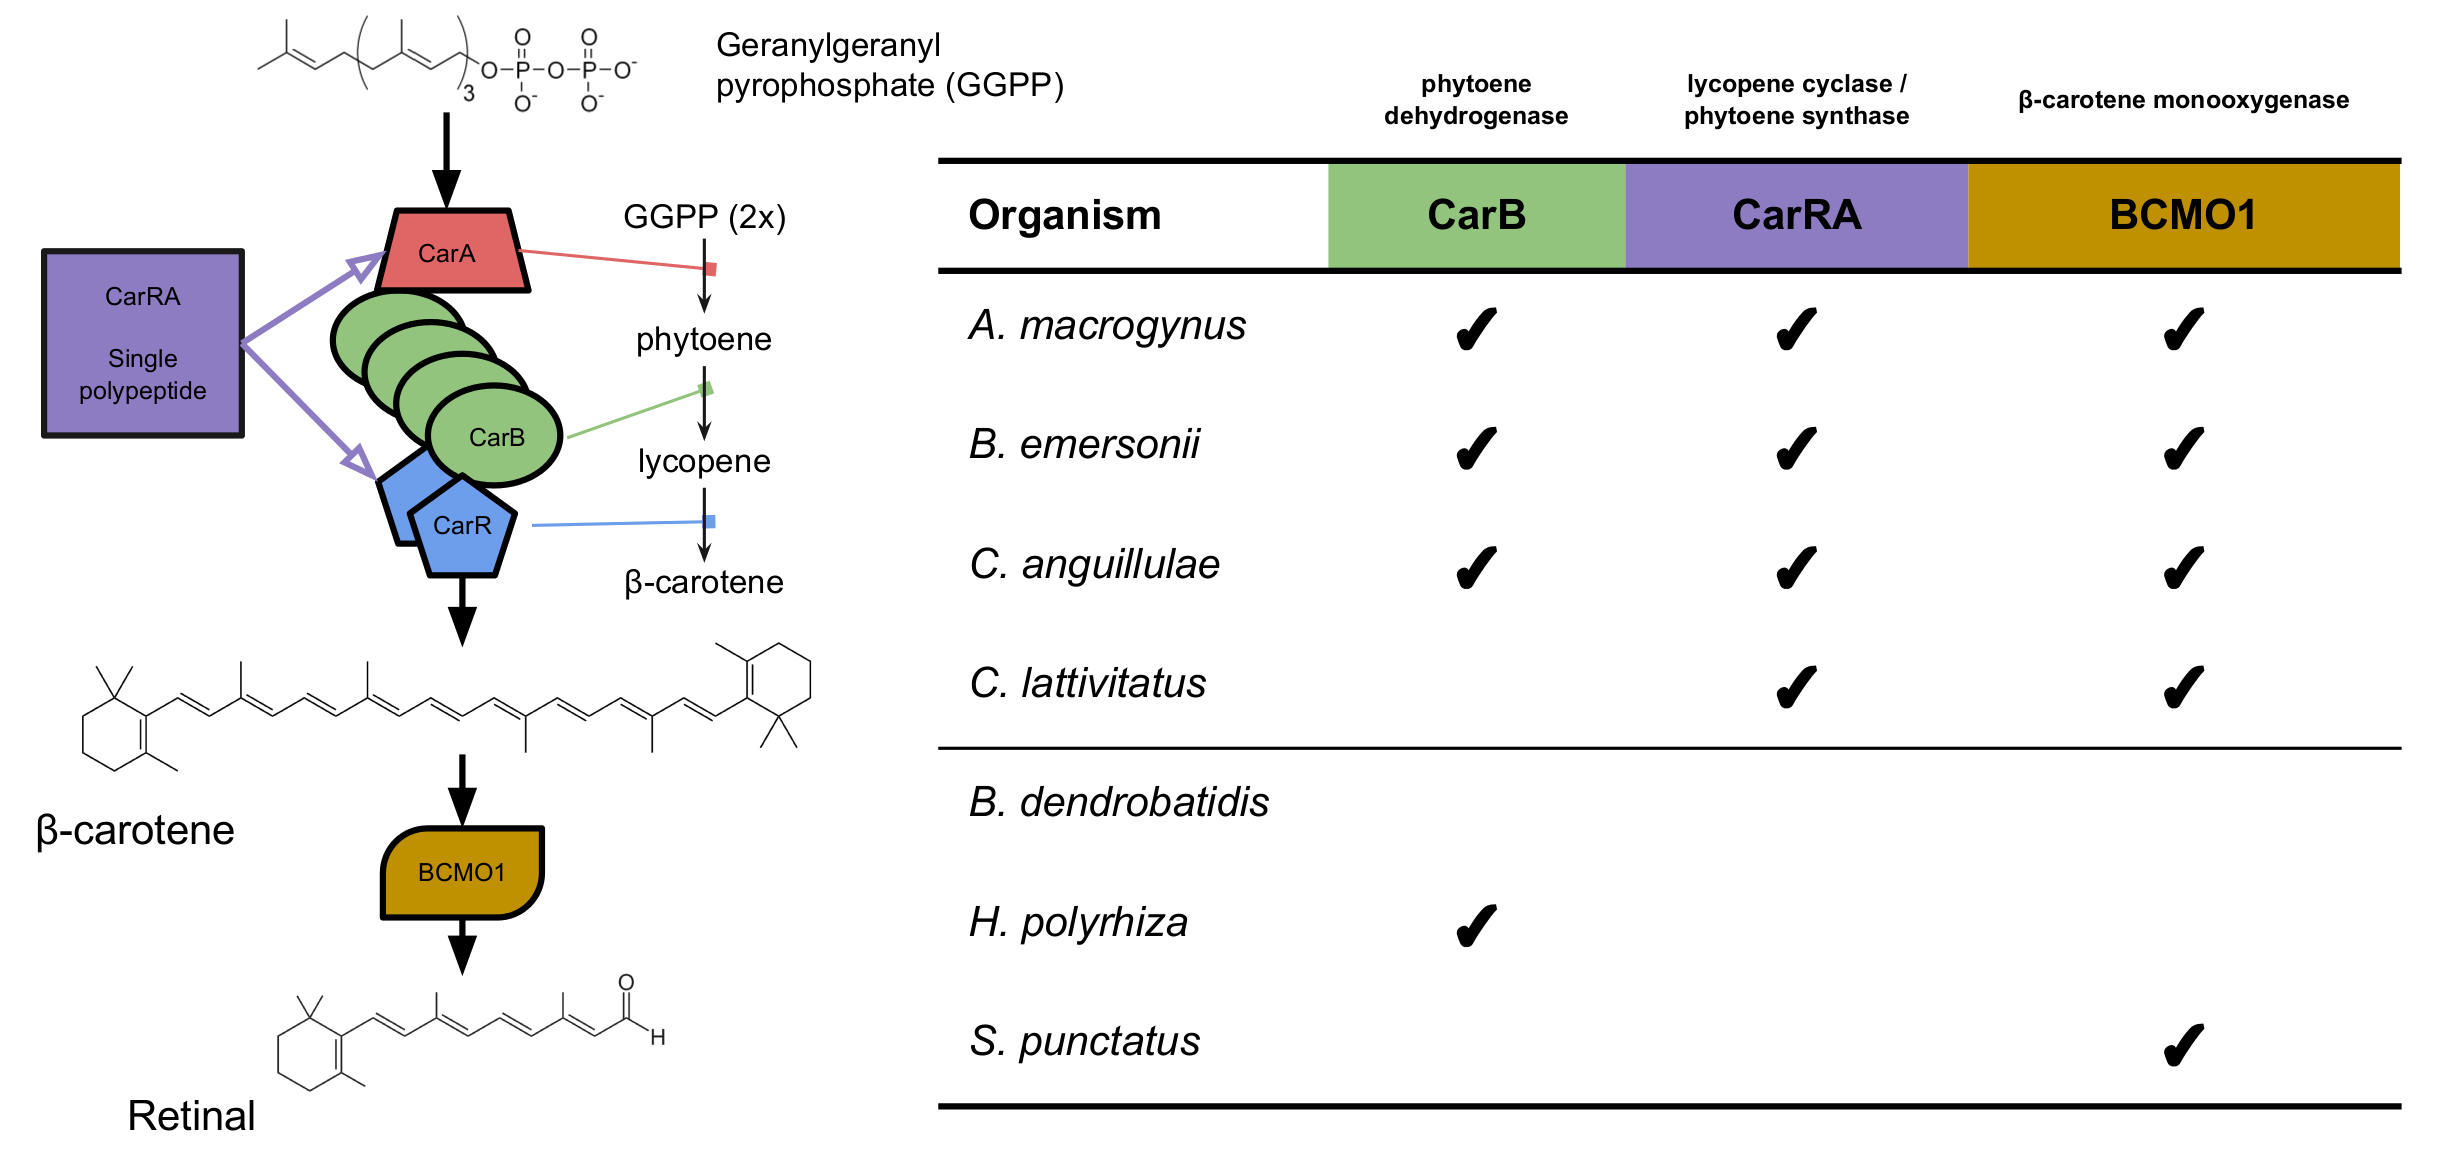 Geranylgeranyl
pyrophosphate (GGPP)
O O
O P O P O-
O- O-
3
CarA
GGPP (2x)
CarRA
Single
polypeptide
phytoene
CarB
lycopene
CarR
β-carotene
β-carotene
BCMO1
O
H
Retinal
phytoene
dehydrogenase
lycopene cyclase /
phytoene synthase
β-carotene monooxygenase
Organism CarB CarRA BCMO1
A. macrogynus ✔ ✔ ✔
B. emersonii ✔ ✔ ✔
C. anguillulae ✔ ✔ ✔
C. lattivitatus ✔ ✔
B. dendrobatidis
H. polyrhiza ✔
S. punctatus ✔